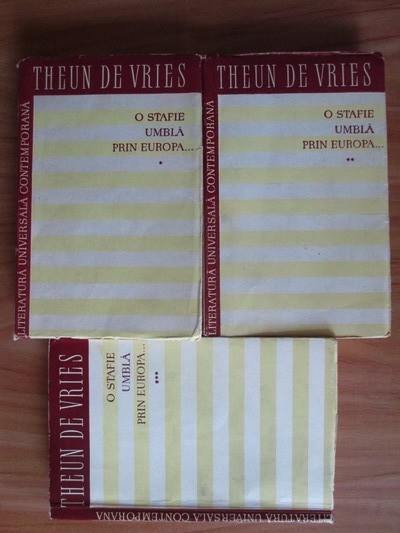 THEUN DE VRIES
O STAFIE
UMBLĂ
PRIN EUROPA...
*
LITERATURĂ UNIVERSALĂ CONTEMPORANĂ
THEUN DE VRIES
O STAFIE
UMBLĂ
PRIN EUROPA...
**
LITERATURĂ UNIVERSALĂ CONTEMPORANĂ
THEUN DE VRIES
O STAFIE
UMBLĂ
PRIN EUROPA...
***
LITERATURĂ UNIVERSALĂ CONTEMPORANĂ